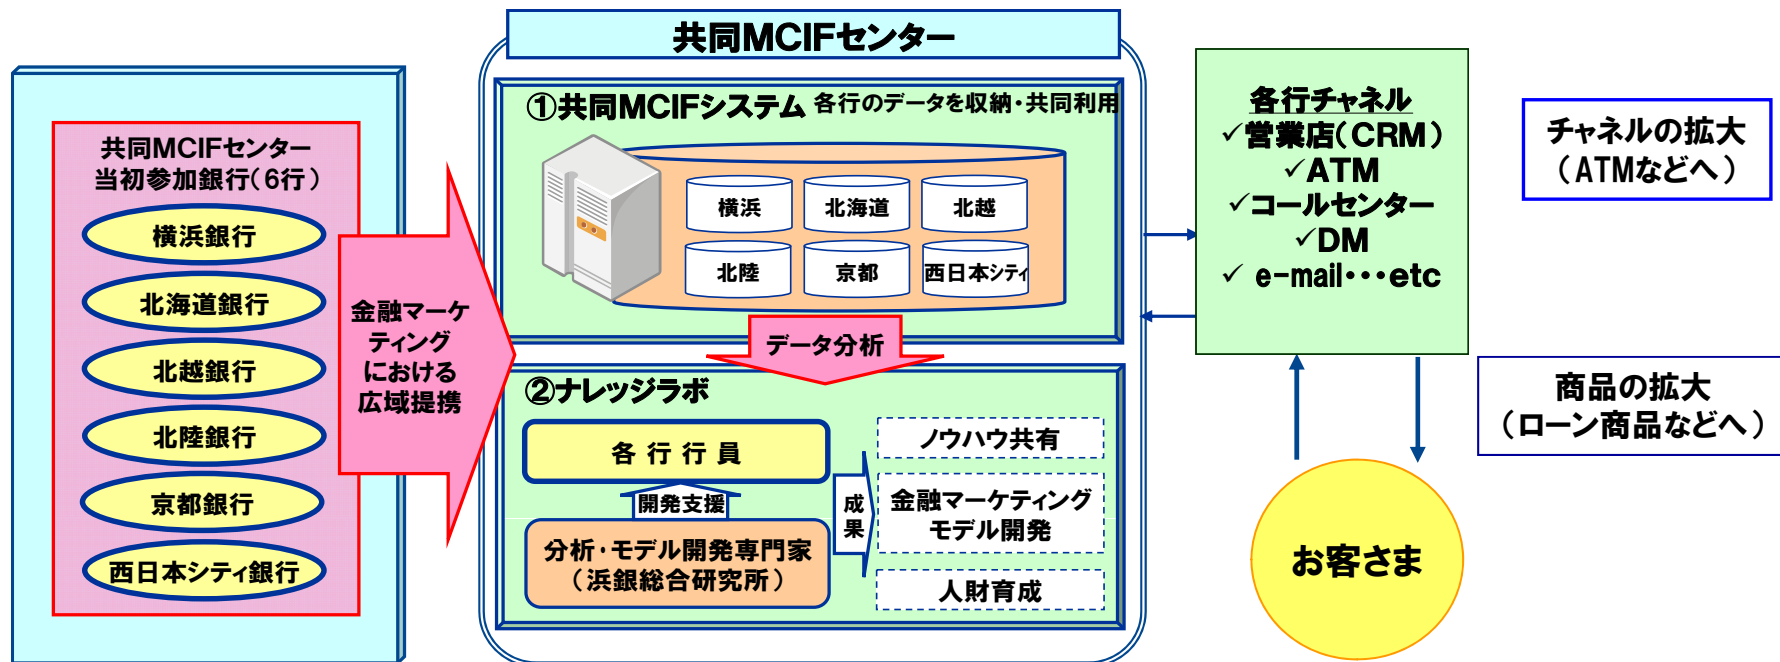 共同MCIFセンター
共同MCIFセンター
当初参加銀行(6行)
横浜銀行
北海道銀行
北越銀行
北陸銀行
京都銀行
西日本シティ銀行
金融マーケ
ティング
における
広域提携
①共同MCIFシステム 各行のデータを収納・共同利用
横浜
北海道
北越
北陸
京都
西日本シティ
データ分析
②ナレッジラボ
各行行員
開発支援
分析・モデル開発専門家
(浜銀総合研究所)
成
果
ノウハウ共有
金融マーケティング
モデル開発
人財育成
各行チャネル
✓営業店(CRM)
✓ATM
✓コールセンター
✓DM
✓ e-mail・・・etc
お客さま
チャネルの拡大
(ATMなどへ)
商品の拡大
(ローン商品などへ)